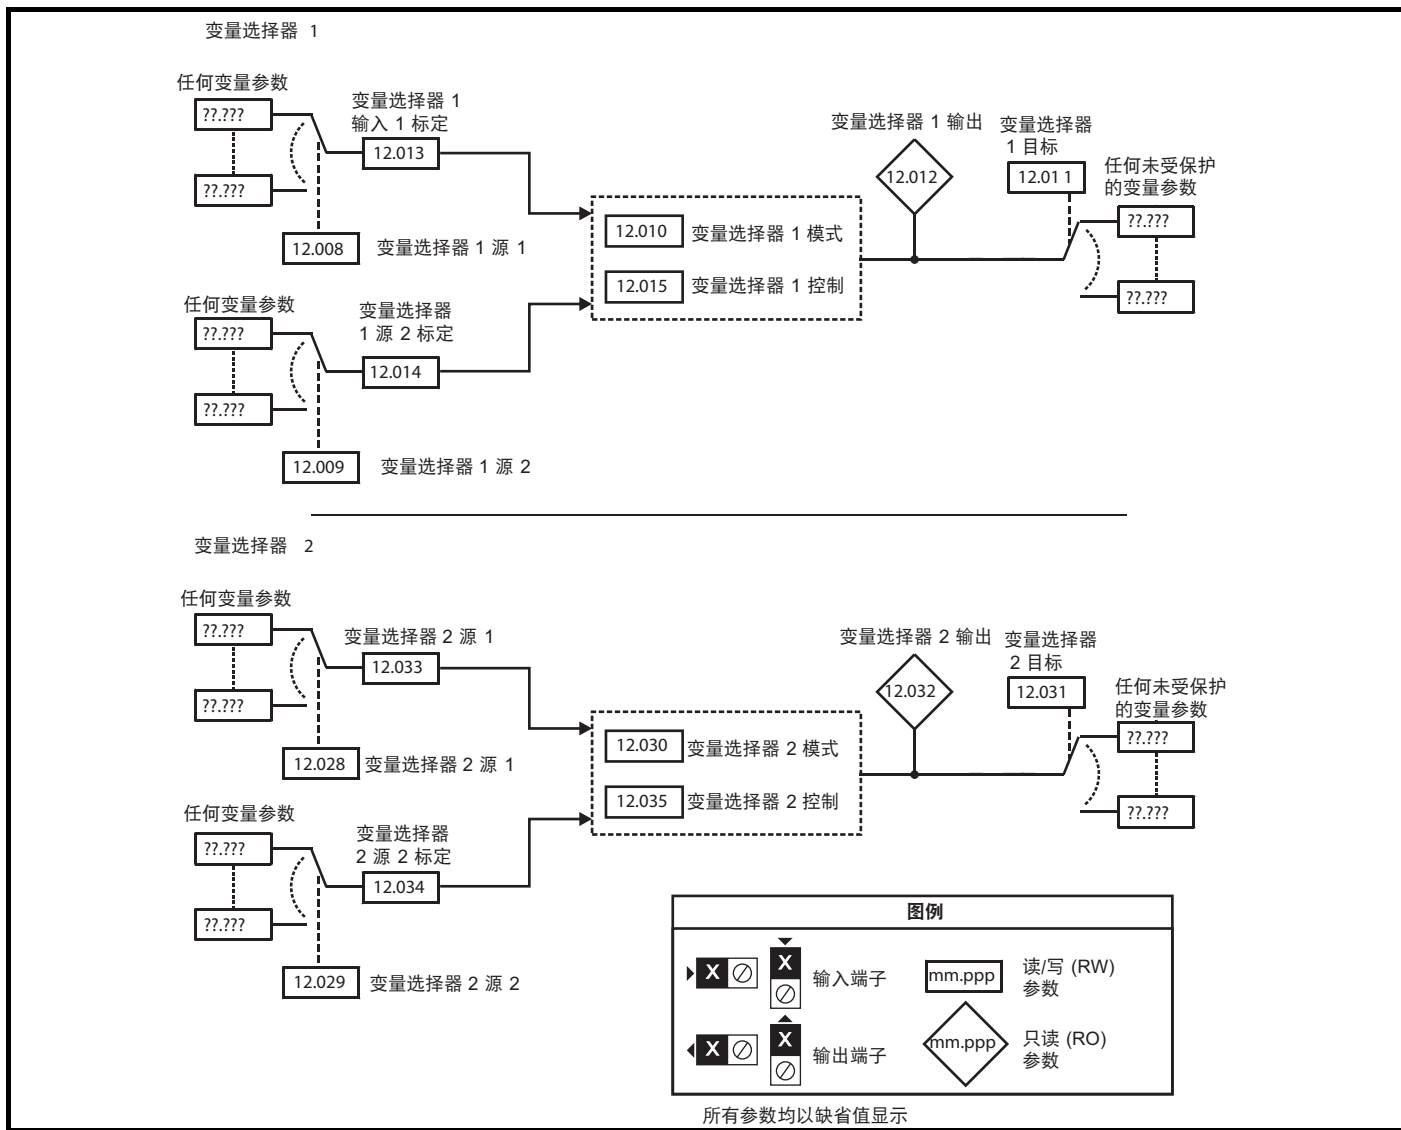 变量选择器 1
任何变量参数
??.???
??.???
变量选择器 1
输入 1 标定
12.013
12.008
变量选择器 1 源 1
任何变量参数
??.???
??.???
变量选择器
1 源 2 标定
12.014
12.009
变量选择器 1 源 2
12.010
变量选择器 1 模式
12.015
变量选择器 1 控制
变量选择器 1 输出
12.012
变量选择器
1 目标
12.01 1
任何未受保护
的变量参数
??.???
??.???
变量选择器 2
任何变量参数
??.???
??.???
变量选择器 2 源 1
12.033
12.028
变量选择器 2 源 1
任何变量参数
??.???
??.???
变量选择器
2 源 2 标定
12.034
12.029
变量选择器 2 源 2
12.030
变量选择器 2 模式
12.035
变量选择器 2 控制
变量选择器 2 输出
12.032
变量选择器
2 目标
12.031
任何未受保护
的变量参数
??.???
??.???
图例
X
X
输入端子
mm.ppp
读/写 (RW)
参数
X
X
输出端子
mm.ppp
只读 (RO)
参数
所有参数均以缺省值显示